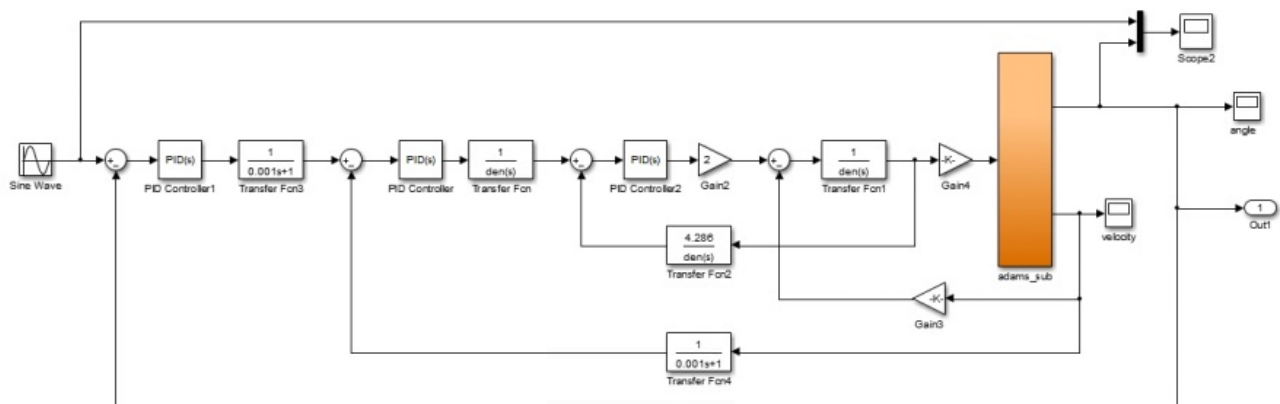 Scope2
angle
Sine Wave
+
-
PID(s)
PID Controller1
1
0.001s+1
Transfer Fcn3
+
-
PID(s)
PID Controller
1
den(s)
Transfer Fcn
+
-
PID(s)
PID Controller2
2
Gain2
+
-
1
den(s)
Transfer Fcn1
-K-
Gain4
adams_sub
velocity
1
Out1
4.286
den(s)
Transfer Fcn2
-K-
Gain3
1
0.001s+1
Transfer Fcn4